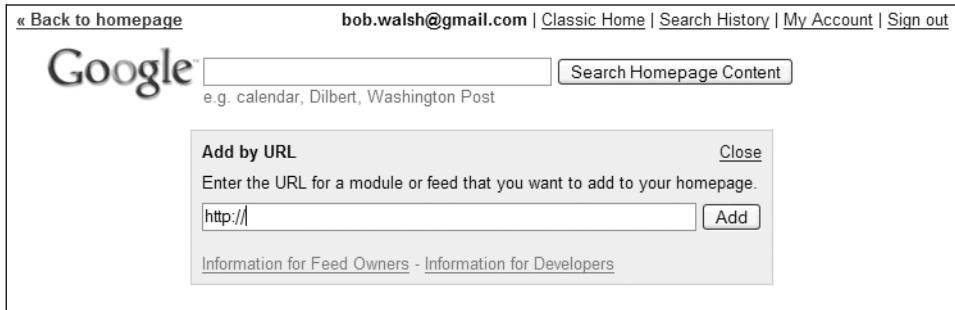 « Back to homepage bob.walsh@gmail.com | Classic Home | Search History | My Account | Sign out
Google™ Search Homepage Content
e.g. calendar, Dilbert, Washington Post
Add by URL Close
Enter the URL for a module or feed that you want to add to your homepage.
http:// Add
Information for Feed Owners - Information for Developers